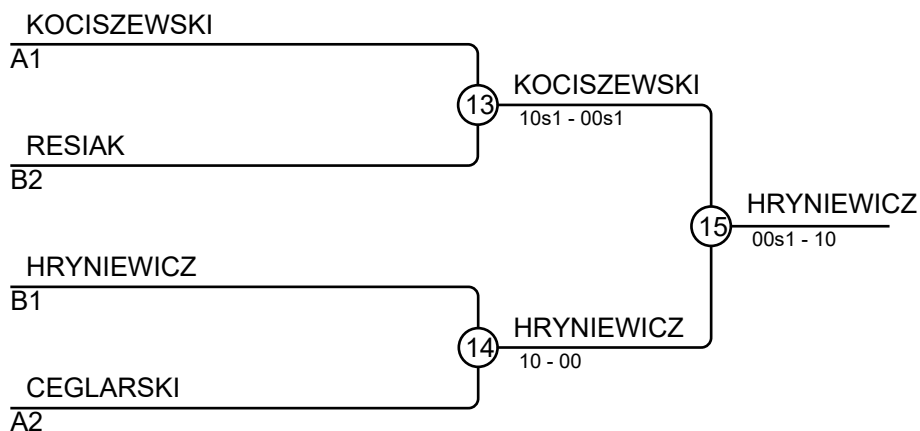 KOCISZEWSKI
A1
13
KOCISZEWSKI
10s1 - 00s1
RESIAK
B2
15
HRYNIEWICZ
00s1 - 10
HRYNIEWICZ
B1
14
HRYNIEWICZ
10 - 00
CEGLARSKI
A2